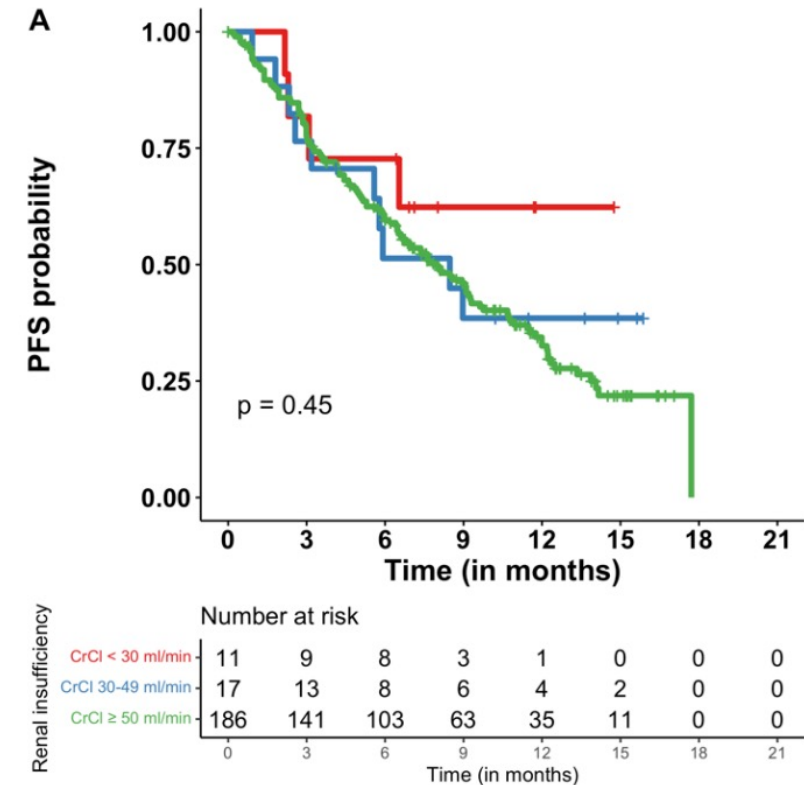 A
1.00
0.75
0.50
0.25
0.00
PFS probability
p = 0.45
0 3 6 9 12 15 18 21
Time (in months)
Number at risk
Renal insufficiency
CrCl < 30 ml/min 11 9 8 3 1 0 0 0
CrCl 30-49 ml/min 17 13 8 6 4 2 0 0
CrCl ≥ 50 ml/min 186 141 103 63 35 11 0 0
0 3 6 9 12 15 18 21
Time (in months)